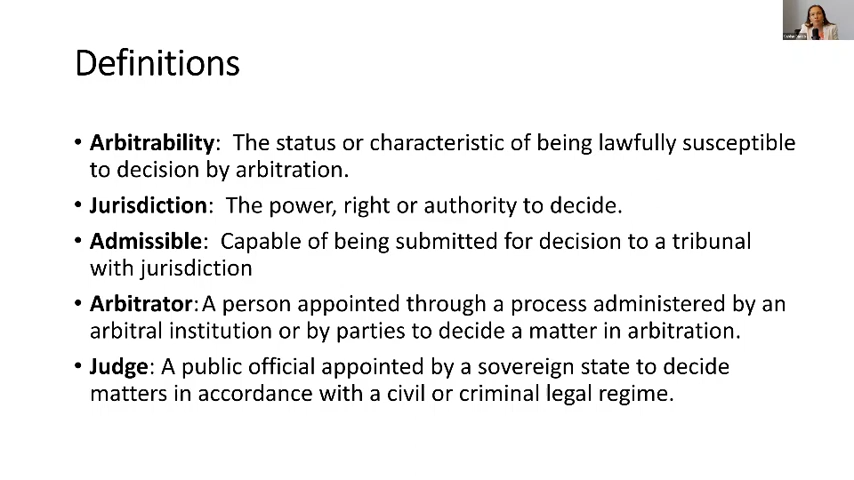 Definitions
• Arbitrability:  The status or characteristic of being lawfully susceptible
to decision by arbitration.
• Jurisdiction:  The power, right or authority to decide.
• Admissible:  Capable of being submitted for decision to a tribunal
with jurisdiction
• Arbitrator: A person appointed through a process administered by an
arbitral institution or by parties to decide a matter in arbitration.
• Judge: A public official appointed by a sovereign state to decide
matters in accordance with a civil or criminal legal regime.